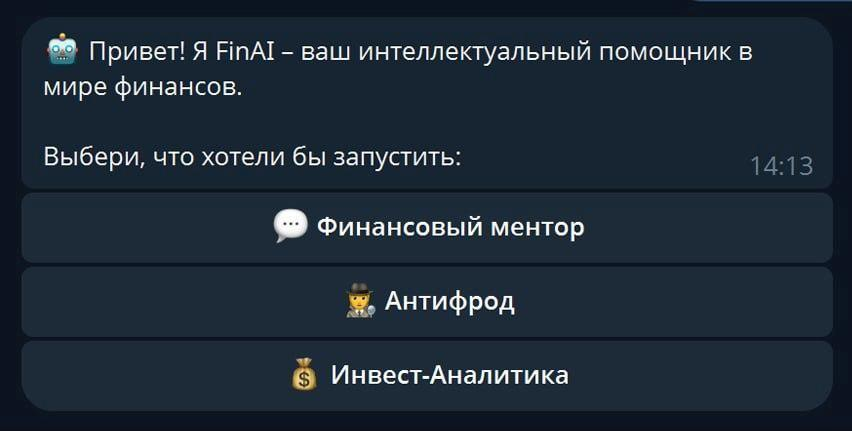 🤖 Привет! Я FinAI – ваш интеллектуальный помощник в
мире финансов.
Выбери, что хотели бы запустить:
14:13
💬 Финансовый ментор
🕵️ Антифрод
💰 Инвест-Аналитика